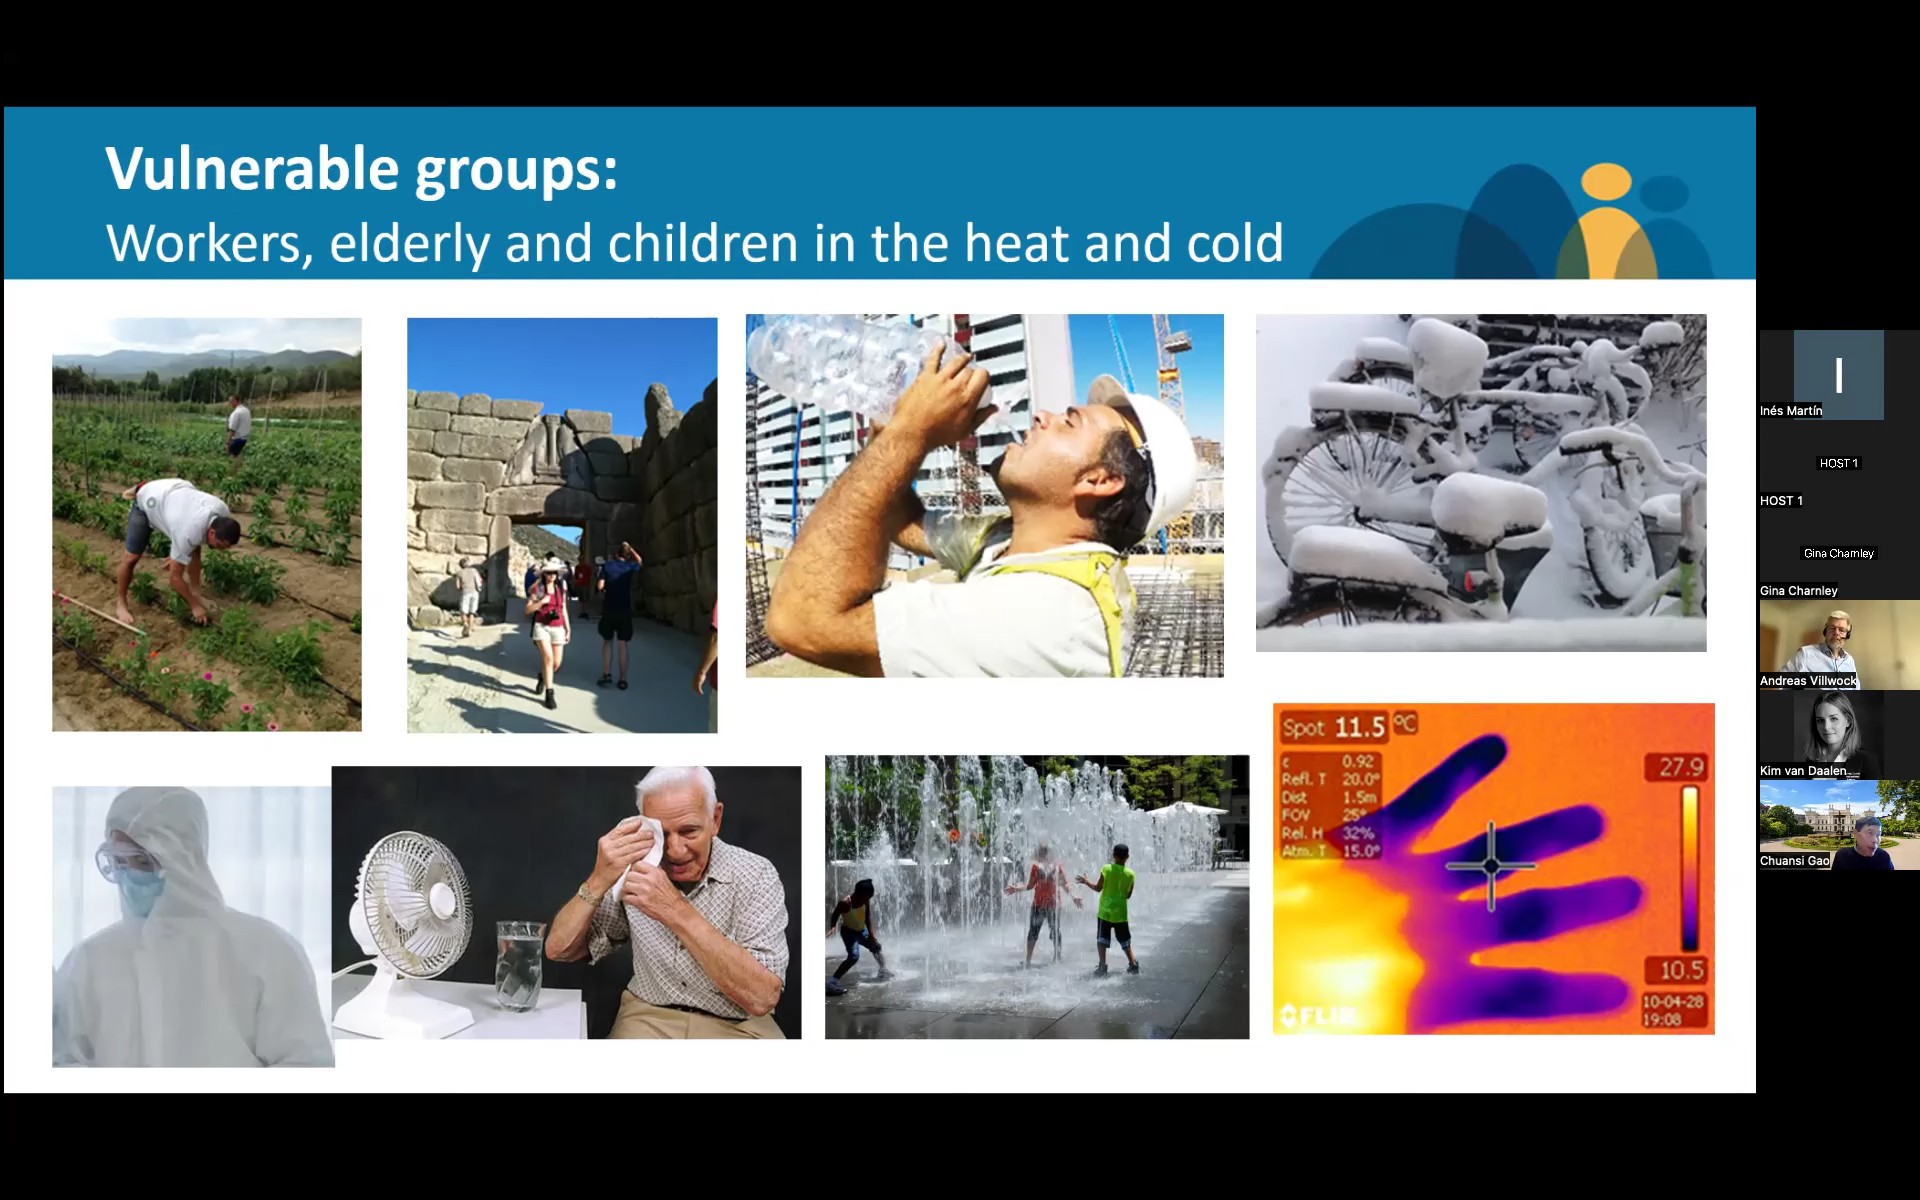 Vulnerable groups:
Workers, elderly and children in the heat and cold
Spot 11.5 °C
ε 0.92
Refl. T 20.0°
Dist 1.5m
FOV 25°
Rel. H 32%
Atm. T 15.0°
27.9
10.5
10-04-28
19:08
FLIR
I
Inés Martín
HOST 1
HOST 1
Gina Charnley
Gina Charnley
Andreas Villwock
Kim van Daalen
Chuansi Gao